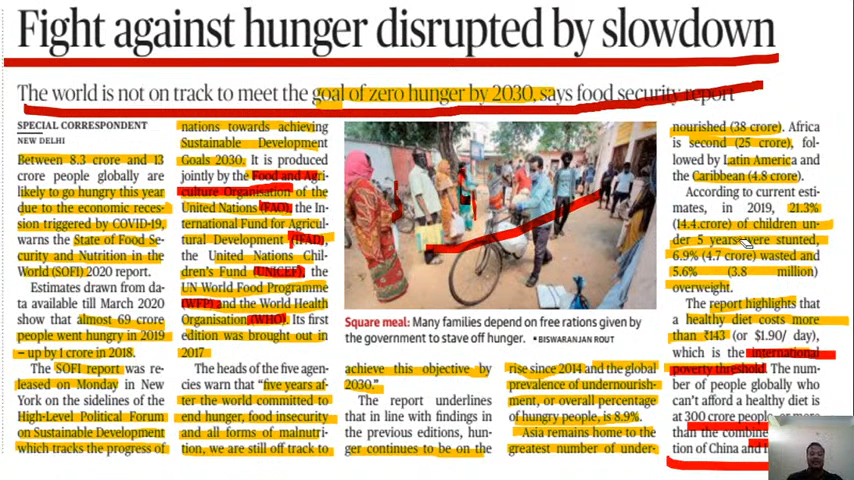 Fight against hunger disrupted by slowdown
The world is not on track to meet the goal of zero hunger by 2030, says food security report
SPECIAL CORRESPONDENT
NEW DELHI
Between 8.3 crore and 13
crore people globally are
likely to go hungry this year
due to the economic reces-
sion triggered by COVID-19,
warns the State of Food Se-
curity and Nutrition in the
World (SOFI) 2020 report.
Estimates drawn from da-
ta available till March 2020
show that almost 69 crore
people went hungry in 2019
– up by 1 crore in 2018.
The SOFI report was re-
leased on Monday in New
York on the sidelines of the
High-Level Political Forum
on Sustainable Development
which tracks the progress of
nations towards achieving
Sustainable Development
Goals 2030. It is produced
jointly by the Food and Agri-
culture Organisation of the
United Nations (FAO), the In-
ternational Fund for Agricul-
tural Development (IFAD),
the United Nations Chil-
dren's Fund (UNICEF), the
UN World Food Programme
(WFP) and the World Health
Organisation (WHO). Its first
edition was brought out in
2017
The heads of the five agen-
cies warn that "five years af-
ter the world committed to
end hunger, food insecurity
and all forms of malnutri-
tion, we are still off track to
Square meal: Many families depend on free rations given by
the government to stave off hunger. ▪ BISWARANJAN ROUT
achieve this objective by
2030."
The report underlines
that in line with findings in
the previous editions, hun-
ger continues to be on the
rise since 2014 and the global
prevalence of undernourish-
ment, or overall percentage
of hungry people, is 8.9%.
Asia remains home to the
greatest number of under-
nourished (38 crore). Africa
is second (25 crore), fol-
lowed by Latin America and
the Caribbean (4.8 crore).
According to current esti-
mates, in 2019, 21.3%
(14.4.crore) of children un-
der 5 years were stunted,
6.9% (4.7 crore) wasted and
5.6% (3.8 million)
overweight.
The report highlights that
a healthy diet costs more
than ₹143 (or $1.90/ day),
which is the international
poverty threshold. The num-
ber of people globally who
can't afford a healthy diet is
at 300 crore people, or more
than the combined
tion of China and